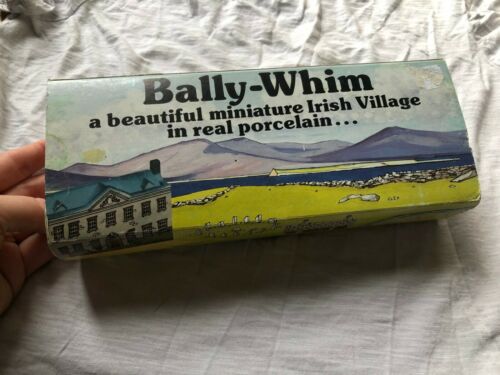 Bally-Whim
a beautiful miniature Irish Village
in real porcelain...